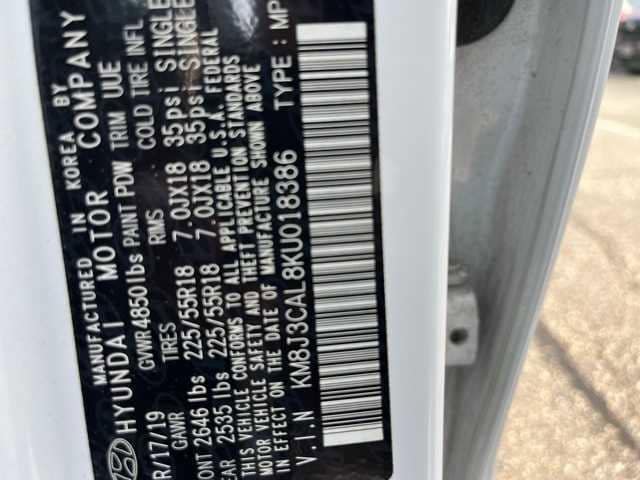 MANUFACTURED IN KOREA BY
HYUNDAI MOTOR COMPANY
GVWR 4850 lbs PAINT PDW TRIM UUE
R/17/19
GAWR TIRES RIMS COLD TIRE INFL
ONT 2646 lbs 225/55R18 7.0JX18 35psi SINGLE
EAR 2535 lbs 225/55R18 7.0JX18 35psi SINGLE
THIS VEHICLE CONFORMS TO ALL APPLICABLE U.S.A. FEDERAL
MOTOR VEHICLE SAFETY AND THEFT PREVENTION STANDARDS
IN EFFECT ON THE DATE OF MANUFACTURE SHOWN ABOVE
V.I.N KM8J3CAL8KU018386 TYPE : MP